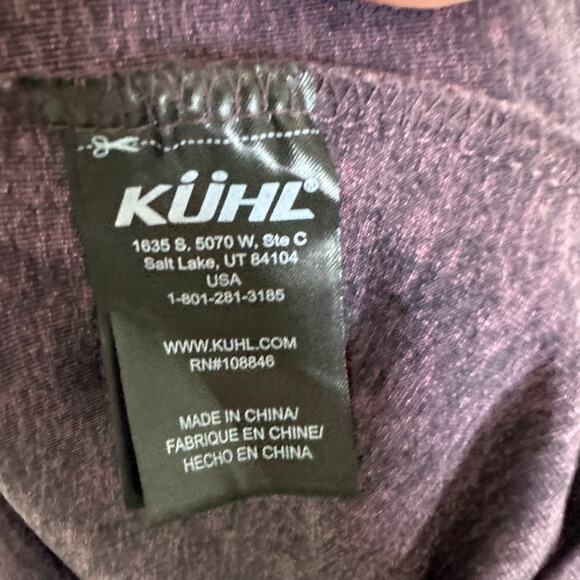 KÜHL®
1635 S. 5070 W, Ste C
Salt Lake, UT 84104
USA
1-801-281-3185
WWW.KUHL.COM
RN#108846
MADE IN CHINA/
FABRIQUE EN CHINE/
HECHO EN CHINA